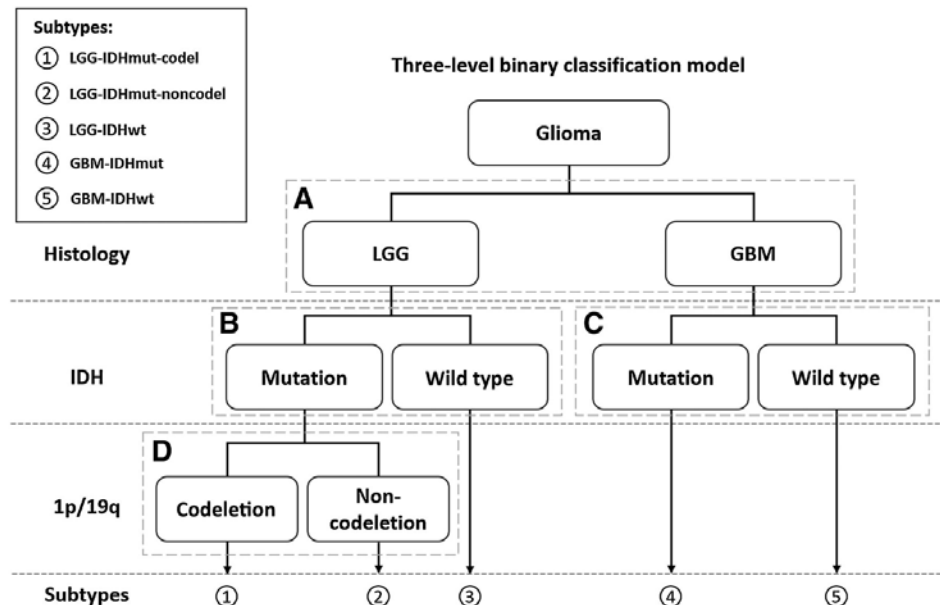 Subtypes:
① LGG-IDHmut-codel
② LGG-IDHmut-noncodel
③ LGG-IDHwt
④ GBM-IDHmut
⑤ GBM-IDHwt
Three-level binary classification model
Glioma
A
Histology
LGG
GBM
B
C
IDH
Mutation
Wild type
Mutation
Wild type
D
1p/19q
Codeletion
Non-
codeletion
Subtypes
①
②
③
④
⑤